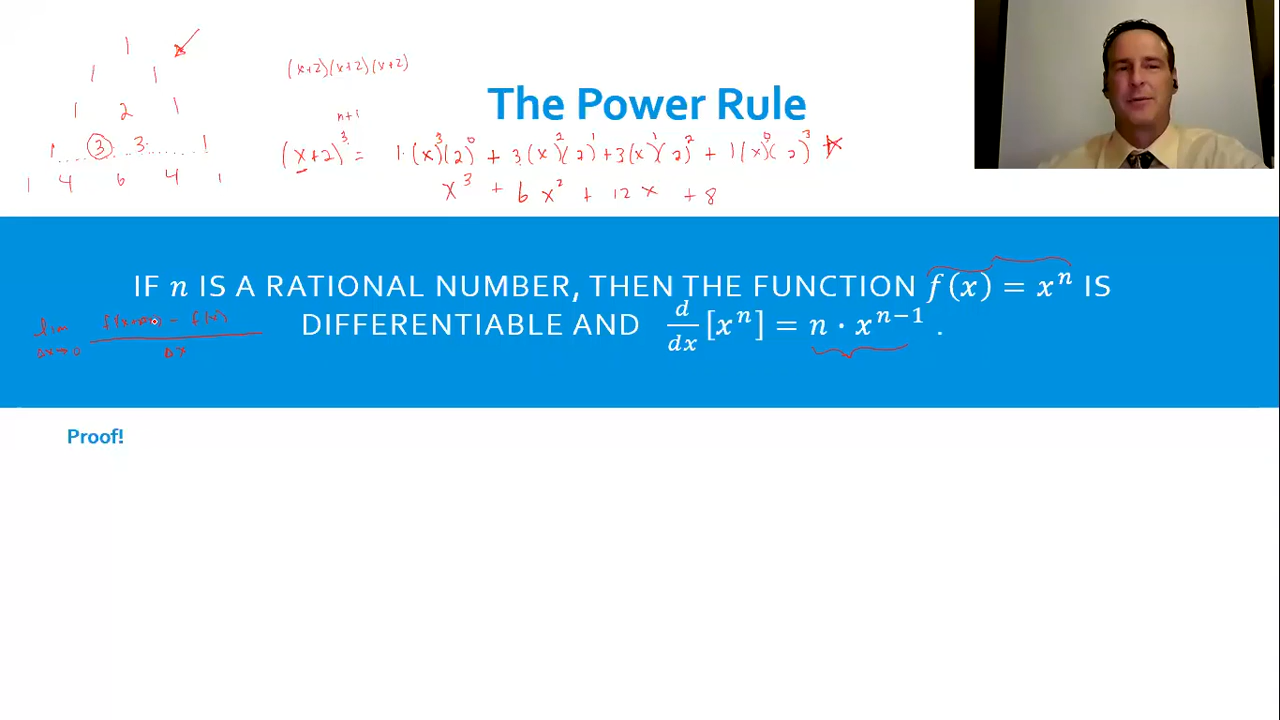 1
1 1
1 2 1
1 3 3 1
1 4 6 4 1
(x+2)(x+2)(x+2)
The Power Rule
n+1
(x+2)³ = 1·(x)³(2)⁰ + 3(x)²(2)¹ + 3(x)¹(2)² + 1(x)⁰(2)³
x³ + 6x² + 12x + 8
IF n IS A RATIONAL NUMBER, THEN THE FUNCTION f(x) = xⁿ IS
DIFFERENTIABLE AND d/dx [xⁿ] = n · xⁿ⁻¹ .
lim Δx→0 f(x+Δx) - f(x) / Δx
Proof!